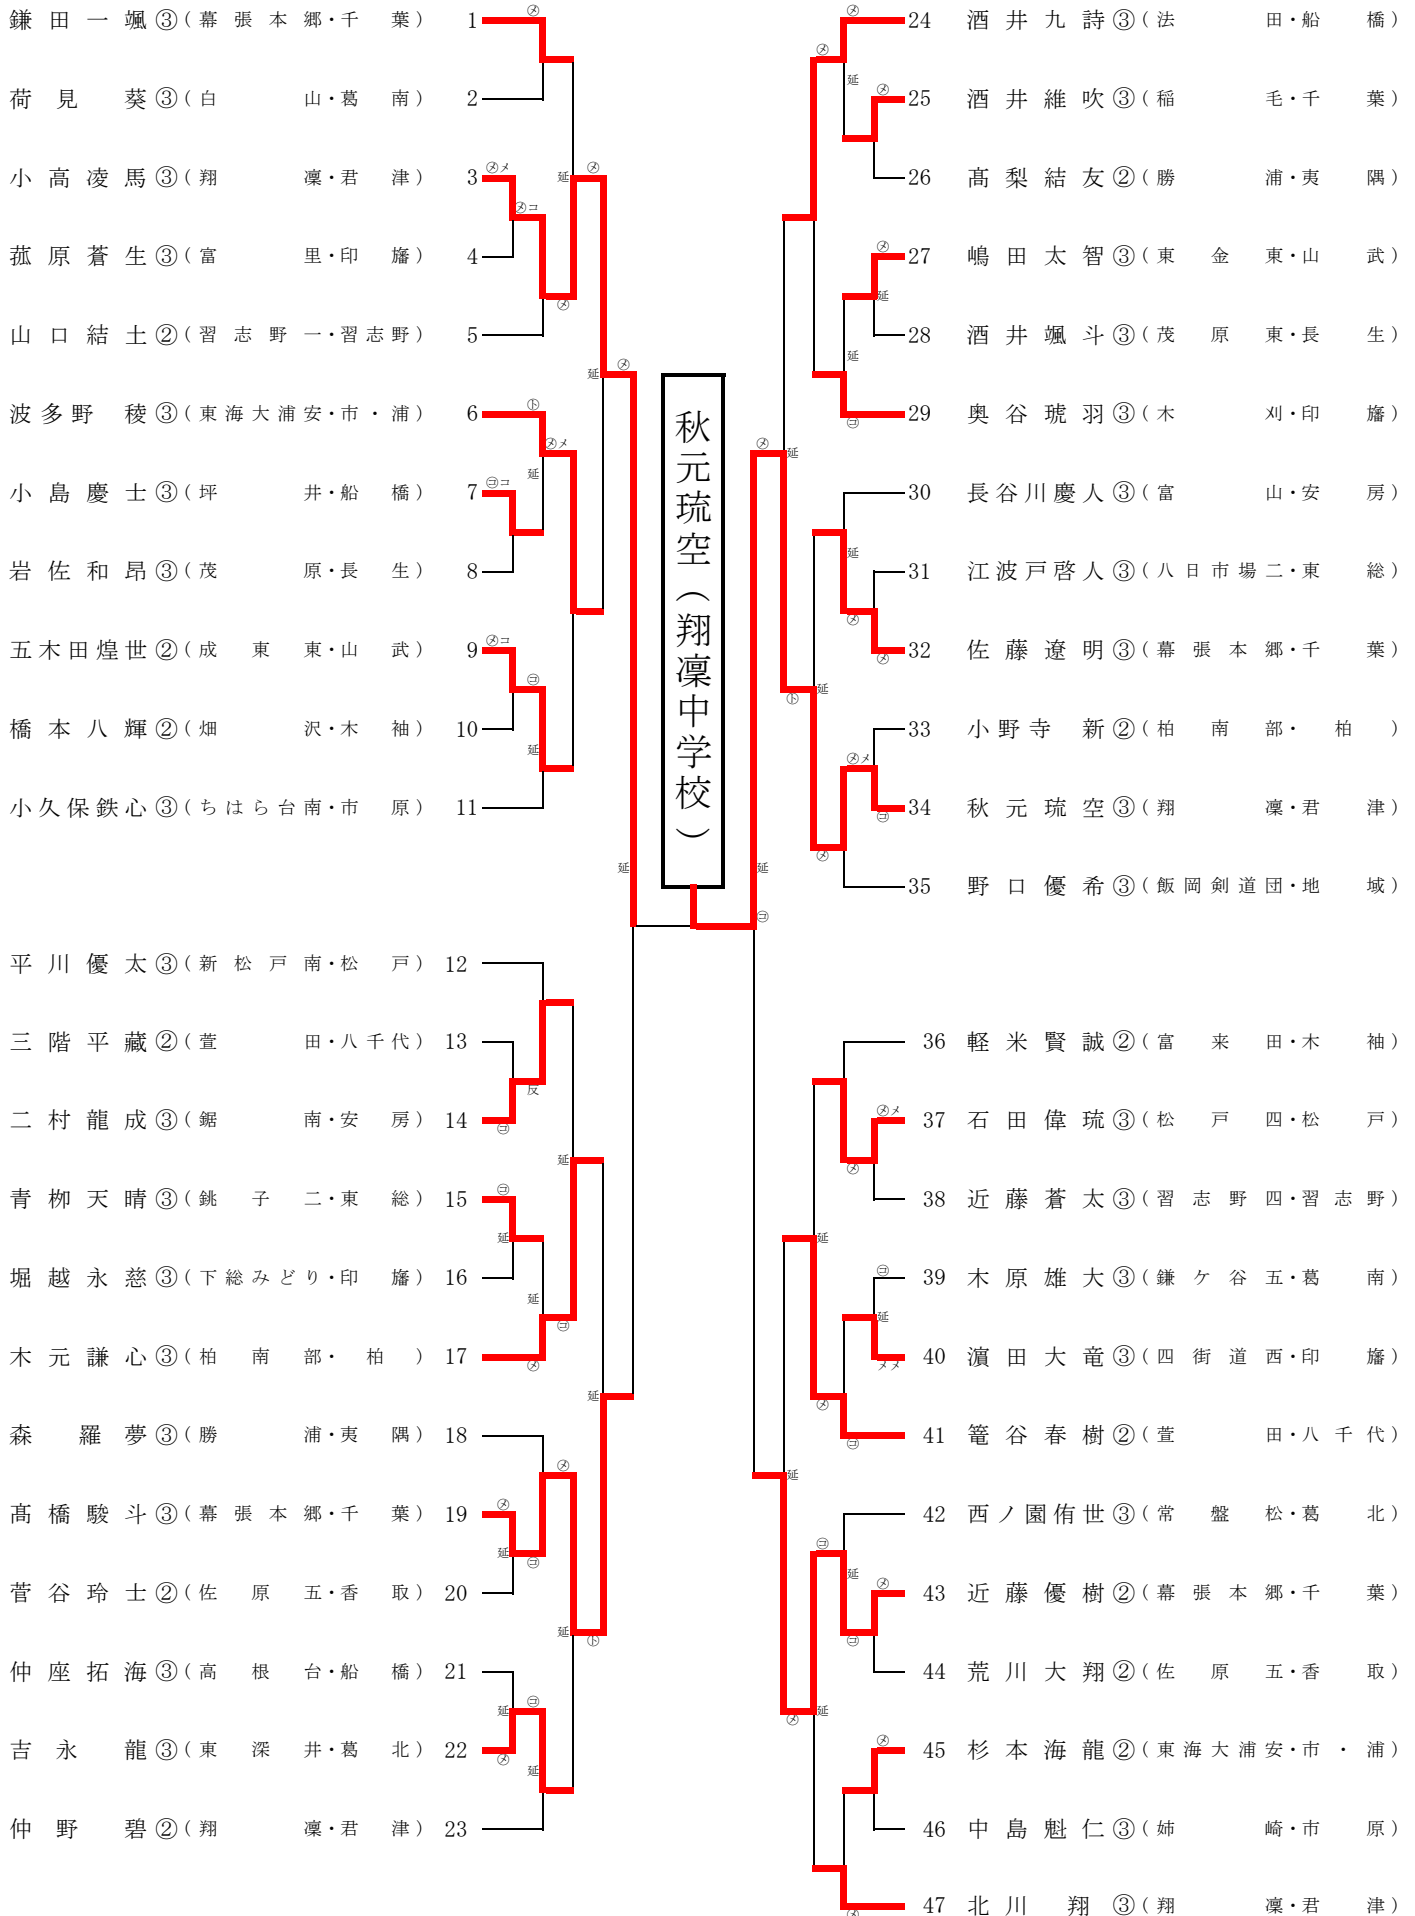 鎌田一颯③(幕張本郷・千葉) 1
荷見葵③(白山・葛南) 2
小高凌馬③(翔凜・君津) 3
菰原蒼生③(富里・印旛) 4
山口結土②(習志野一・習志野) 5
波多野稜③(東海大浦安・市・浦) 6
小島慶士③(坪井・船橋) 7
岩佐和昂③(茂原・長生) 8
五木田煌世②(成東東・山武) 9
橋本八輝②(畑沢・木袖) 10
小久保鉄心③(ちはら台南・市原) 11
平川優太③(新松戸南・松戸) 12
三階平藏②(萱田・八千代) 13
二村龍成③(鋸南・安房) 14
青栁天晴③(銚子二・東総) 15
堀越永慈③(下総みどり・印旛) 16
木元謙心③(柏南部・柏) 17
森羅夢③(勝浦・夷隅) 18
髙橋駿斗③(幕張本郷・千葉) 19
菅谷玲士②(佐原五・香取) 20
仲座拓海③(高根台・船橋) 21
吉永龍③(東深井・葛北) 22
仲野碧②(翔凜・君津) 23
秋元琉空(翔凜中学校)
24 酒井九詩③(法田・船橋)
25 酒井維吹③(稲毛・千葉)
26 髙梨結友②(勝浦・夷隅)
27 嶋田太智③(東金東・山武)
28 酒井颯斗③(茂原東・長生)
29 奥谷琥羽③(木刈・印旛)
30 長谷川慶人③(富山・安房)
31 江波戸啓人③(八日市場二・東総)
32 佐藤遼明③(幕張本郷・千葉)
33 小野寺新②(柏南部・柏)
34 秋元琉空③(翔凜・君津)
35 野口優希③(飯岡剣道団・地域)
36 軽米賢誠②(富来田・木袖)
37 石田偉琉③(松戸四・松戸)
38 近藤蒼太③(習志野四・習志野)
39 木原雄大③(鎌ケ谷五・葛南)
40 濵田大竜③(四街道西・印旛)
41 篭谷春樹②(萱田・八千代)
42 西ノ園侑世③(常盤松・葛北)
43 近藤優樹②(幕張本郷・千葉)
44 荒川大翔②(佐原五・香取)
45 杉本海龍②(東海大浦安・市・浦)
46 中島魁仁③(姉崎・市原)
47 北川翔③(翔凜・君津)